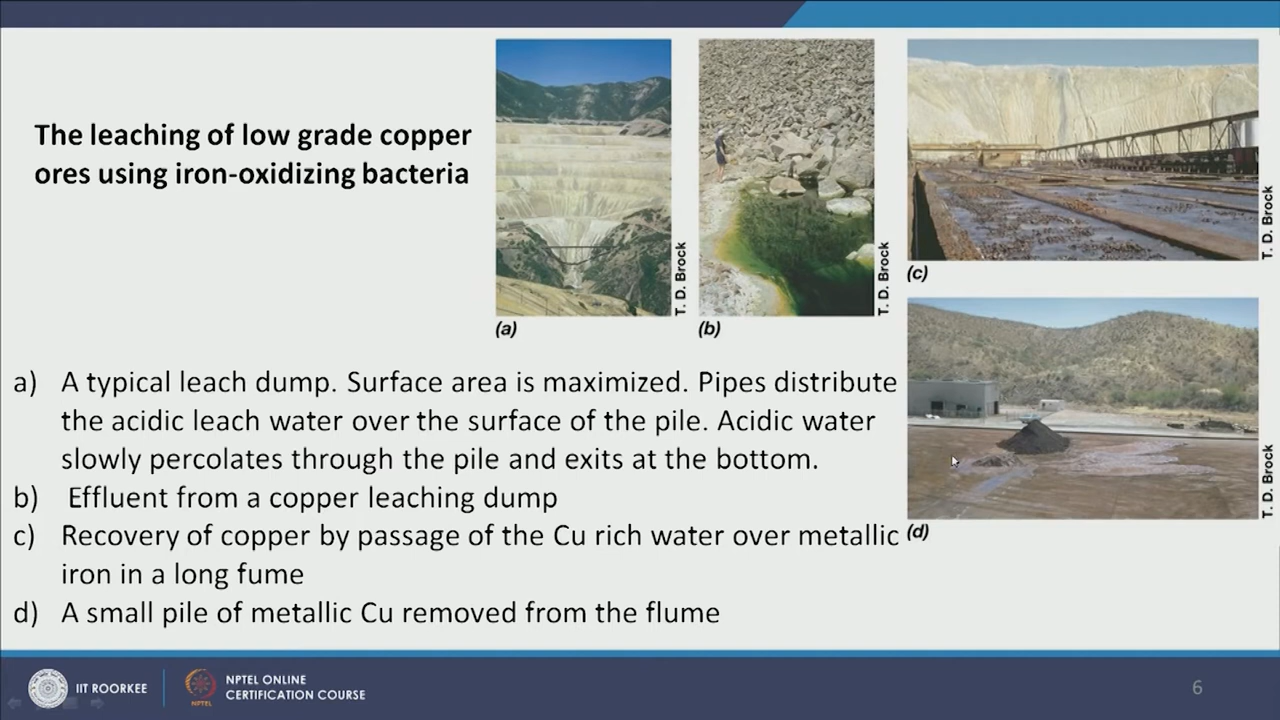 The leaching of low grade copper
ores using iron-oxidizing bacteria
T. D. Brock
(a)
T. D. Brock
(b)
T. D. Brock
(c)
T. D. Brock
(d)
a) A typical leach dump. Surface area is maximized. Pipes distribute
the acidic leach water over the surface of the pile. Acidic water
slowly percolates through the pile and exits at the bottom.
b) Effluent from a copper leaching dump
c) Recovery of copper by passage of the Cu rich water over metallic
iron in a long fume
d) A small pile of metallic Cu removed from the flume
IIT ROORKEE
NPTEL
NPTEL ONLINE
CERTIFICATION COURSE
6